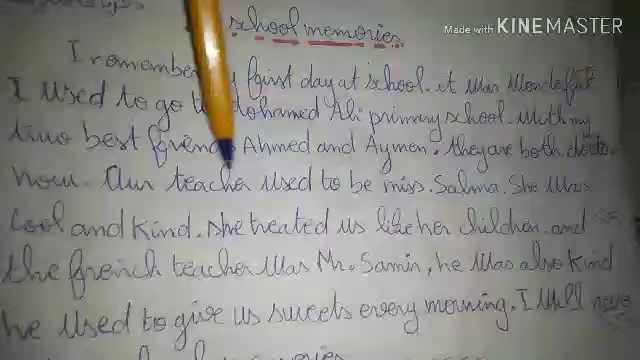 Made with KINEMASTER
school memories.
I remember first day at school. it was wonderful
I used to go to Mohamed Ali primary school. with my
two best friends Ahmed and Aymen. they are both doctors
now. Our teacher used to be miss. Salma. She was
cool and kind. she treated us like her children. and
the french teacher was Mr. Samir, he was also kind
he used to give us sweets every morning. I will never